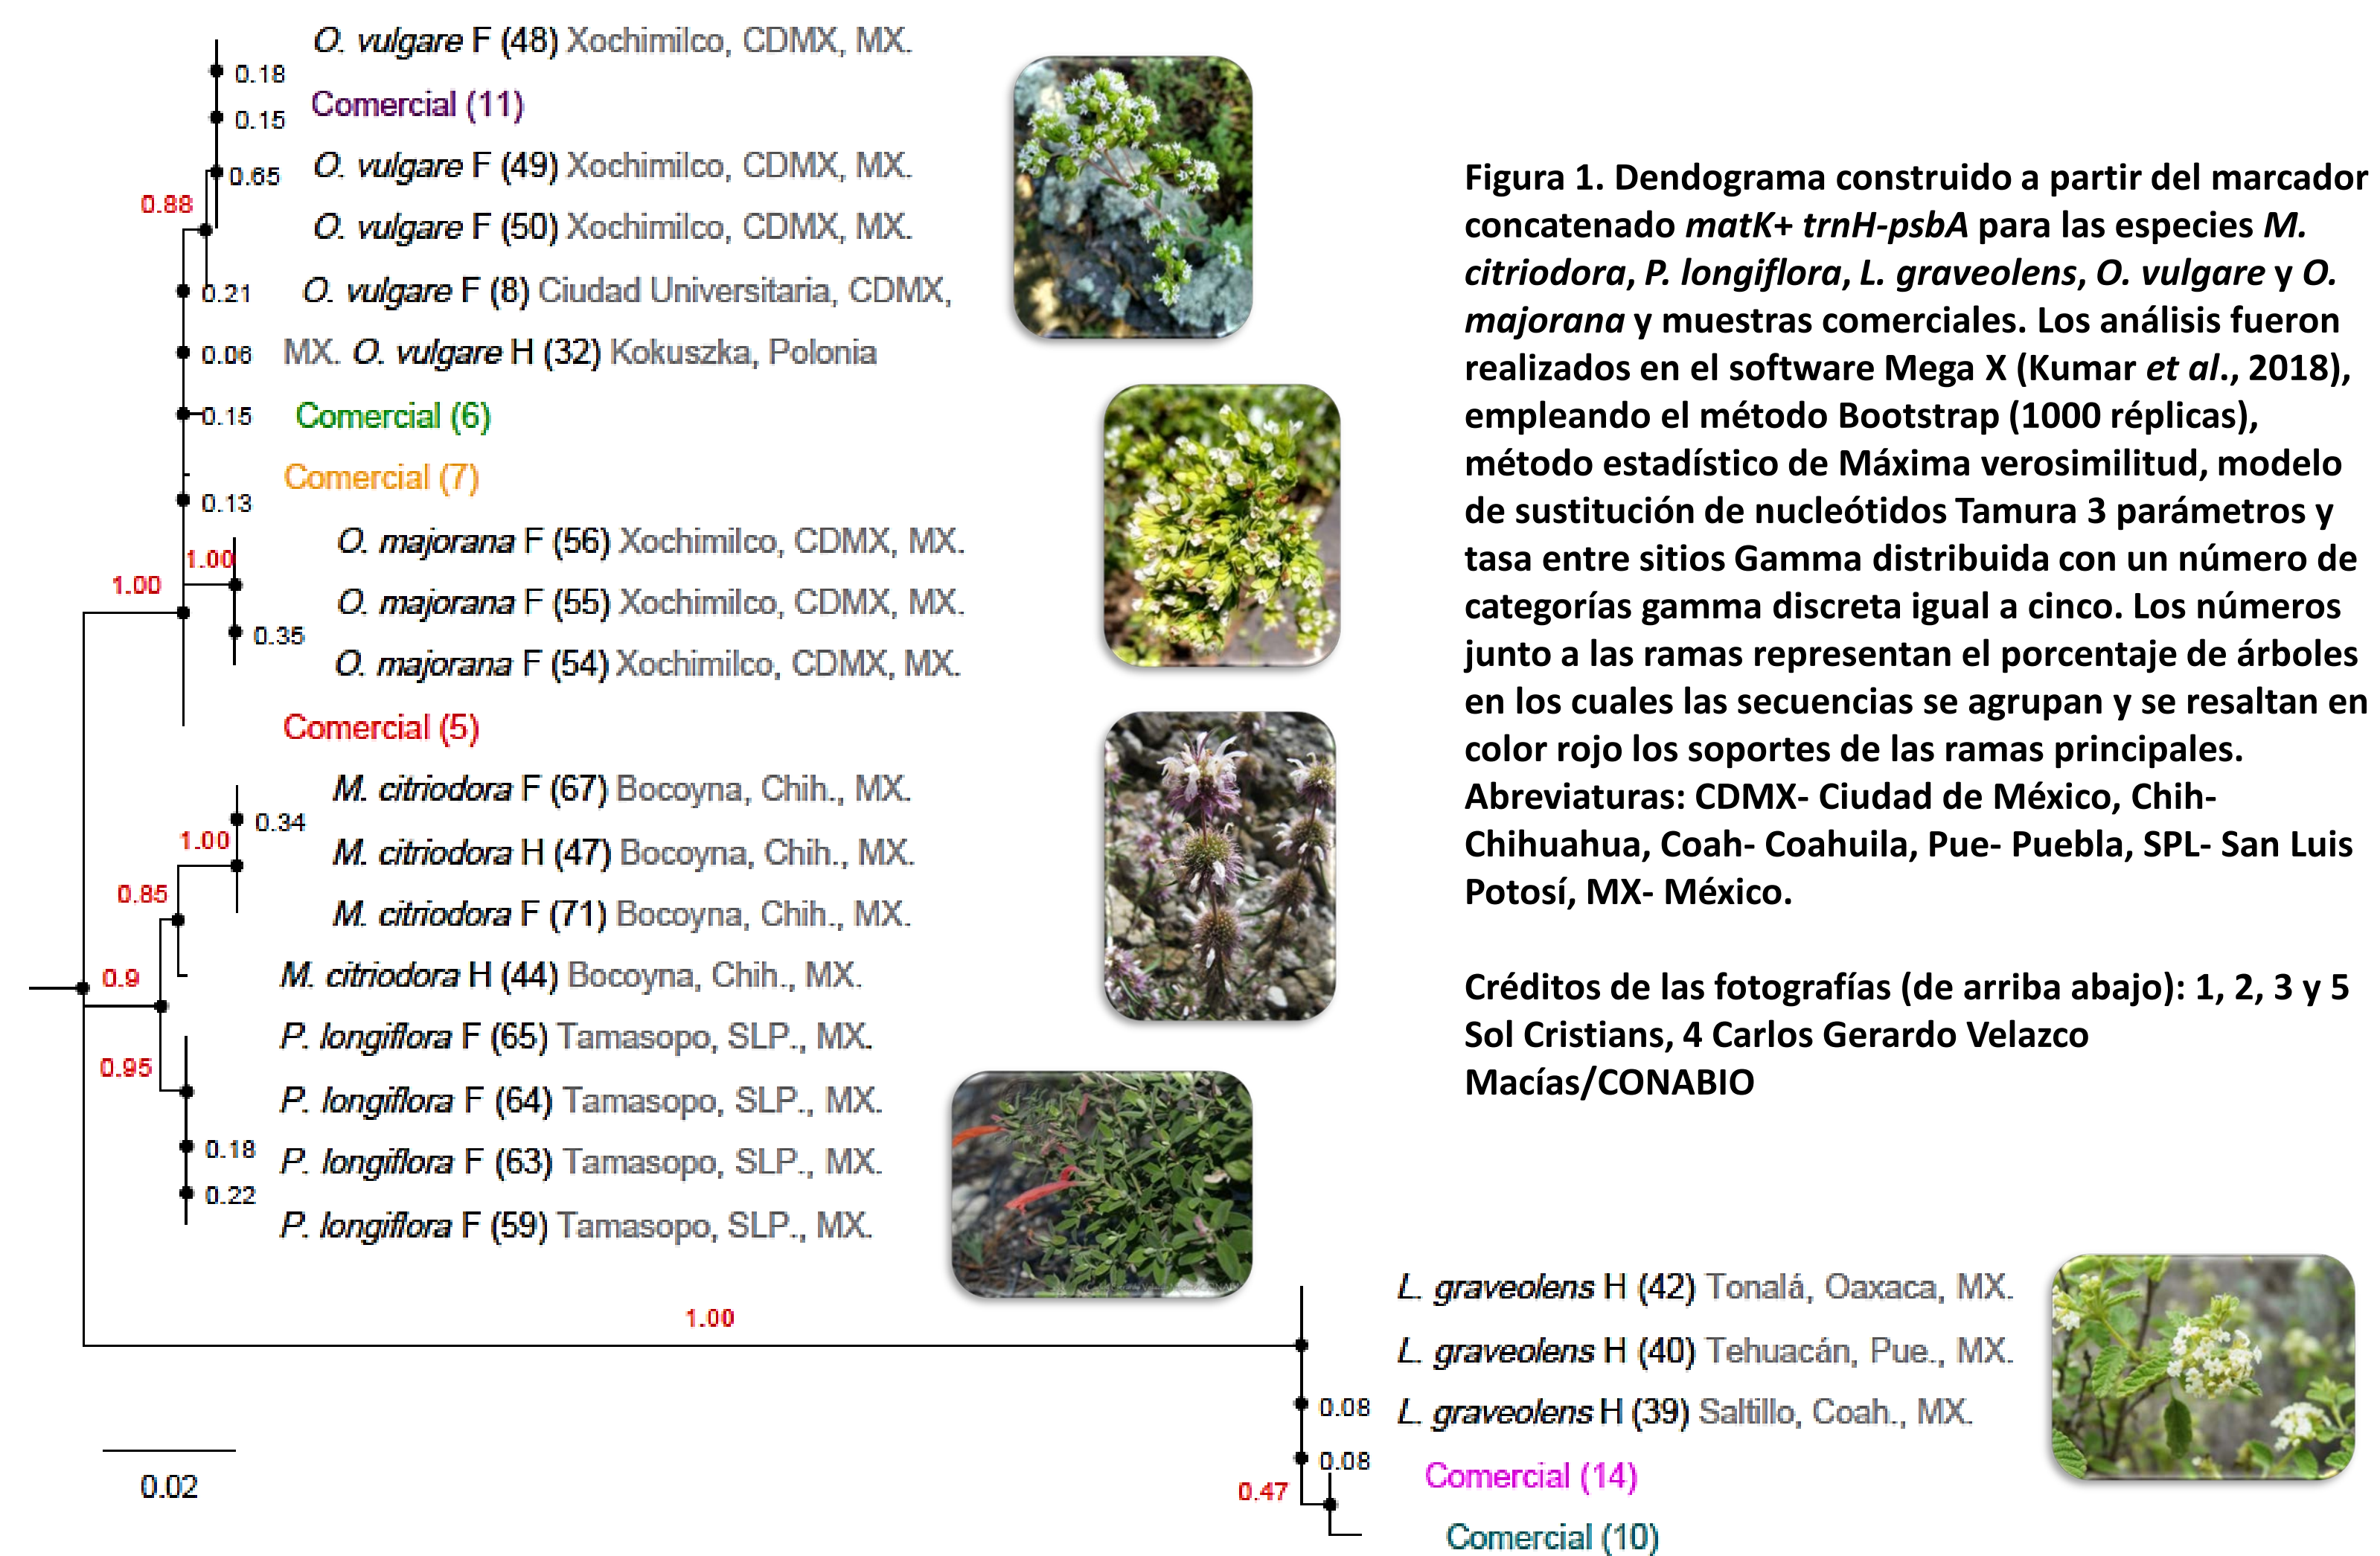 O. vulgare F (48) Xochimilco, CDMX, MX.
0.18
Comercial (11)
0.15
O. vulgare F (49) Xochimilco, CDMX, MX.
0.65
0.88
O. vulgare F (50) Xochimilco, CDMX, MX.
0.21
O. vulgare F (8) Ciudad Universitaria, CDMX,
0.06
MX. O. vulgare H (32) Kokuszka, Polonia
0.15
Comercial (6)
Comercial (7)
0.13
O. majorana F (56) Xochimilco, CDMX, MX.
1.00
1.00
O. majorana F (55) Xochimilco, CDMX, MX.
0.35
O. majorana F (54) Xochimilco, CDMX, MX.
Comercial (5)
M. citriodora F (67) Bocoyna, Chih., MX.
0.34
1.00
M. citriodora H (47) Bocoyna, Chih., MX.
0.85
M. citriodora F (71) Bocoyna, Chih., MX.
0.9
M. citriodora H (44) Bocoyna, Chih., MX.
P. longiflora F (65) Tamasopo, SLP., MX.
0.95
P. longiflora F (64) Tamasopo, SLP., MX.
0.18
P. longiflora F (63) Tamasopo, SLP., MX.
0.22
P. longiflora F (59) Tamasopo, SLP., MX.
1.00
L. graveolens H (42) Tonalá, Oaxaca, MX.
L. graveolens H (40) Tehuacán, Pue., MX.
0.08
L. graveolens H (39) Saltillo, Coah., MX.
0.08
Comercial (14)
0.47
Comercial (10)
0.02
Figura 1. Dendograma construido a partir del marcador
concatenado matK+ trnH-psbA para las especies M.
citriodora, P. longiflora, L. graveolens, O. vulgare y O.
majorana y muestras comerciales. Los análisis fueron
realizados en el software Mega X (Kumar et al., 2018),
empleando el método Bootstrap (1000 réplicas),
método estadístico de Máxima verosimilitud, modelo
de sustitución de nucleótidos Tamura 3 parámetros y
tasa entre sitios Gamma distribuida con un número de
categorías gamma discreta igual a cinco. Los números
junto a las ramas representan el porcentaje de árboles
en los cuales las secuencias se agrupan y se resaltan en
color rojo los soportes de las ramas principales.
Abreviaturas: CDMX- Ciudad de México, Chih-
Chihuahua, Coah- Coahuila, Pue- Puebla, SPL- San Luis
Potosí, MX- México.
Créditos de las fotografías (de arriba abajo): 1, 2, 3 y 5
Sol Cristians, 4 Carlos Gerardo Velazco
Macías/CONABIO